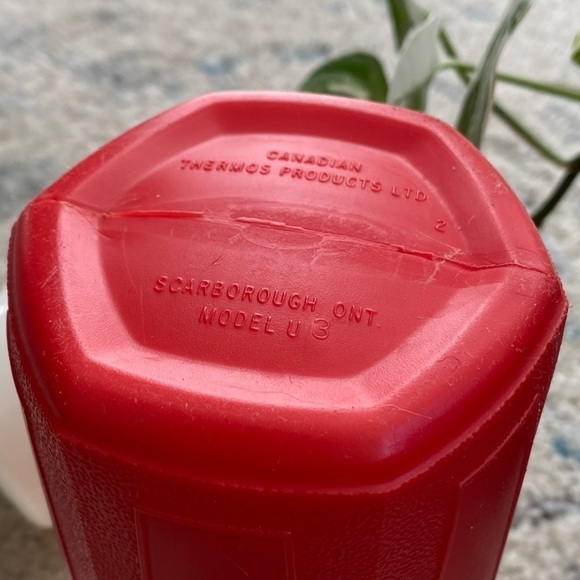 CANADIAN
THERMOS PRODUCTS LTD
2
SCARBOROUGH ONT.
MODEL U 3